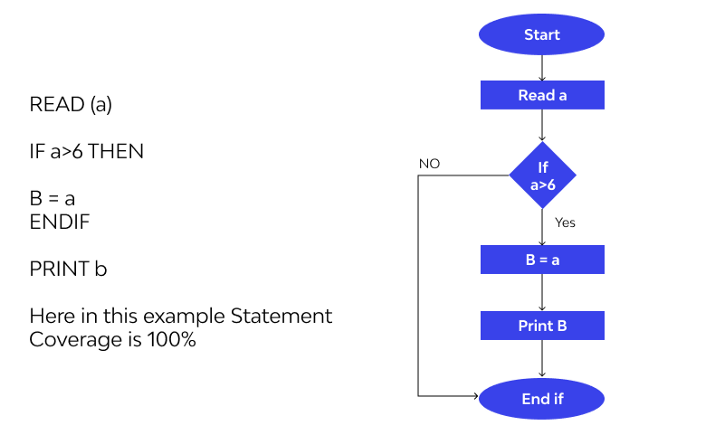 READ (a)
IF a>6 THEN
B = a
ENDIF
PRINT b
Here in this example Statement
Coverage is 100%
Start
Read a
If
a>6
NO
Yes
B = a
Print B
End if